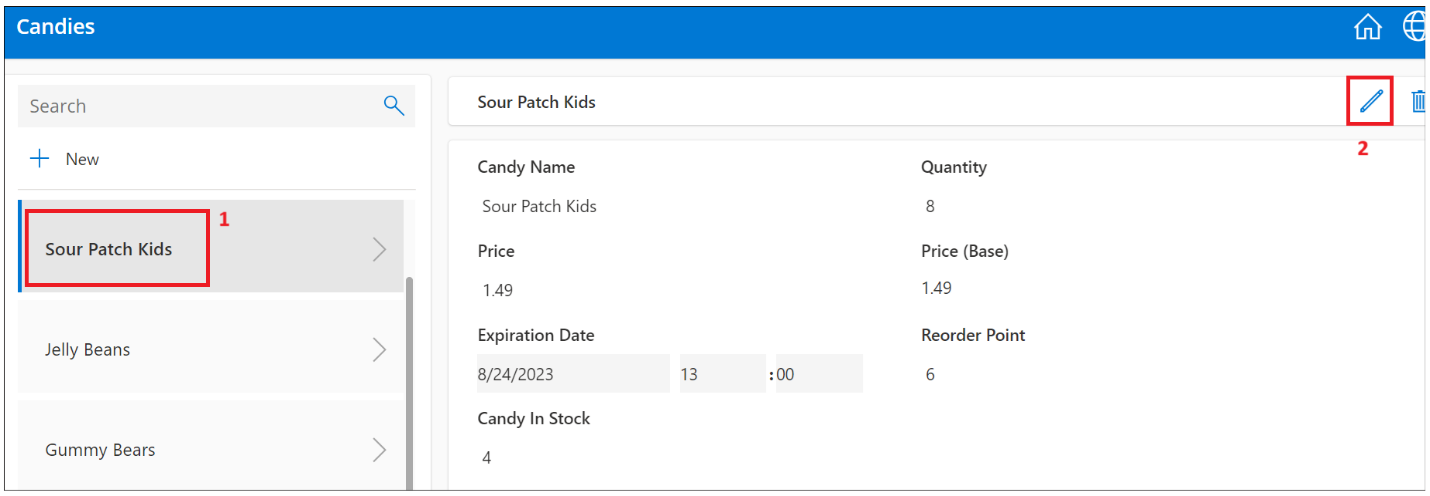 Candies
Search
New
Sour Patch Kids
1
Jelly Beans
Gummy Bears
Sour Patch Kids
2
Candy Name
Quantity
Sour Patch Kids
8
Price
Price (Base)
1.49
1.49
Expiration Date
Reorder Point
8/24/2023 13 :00
6
Candy In Stock
4